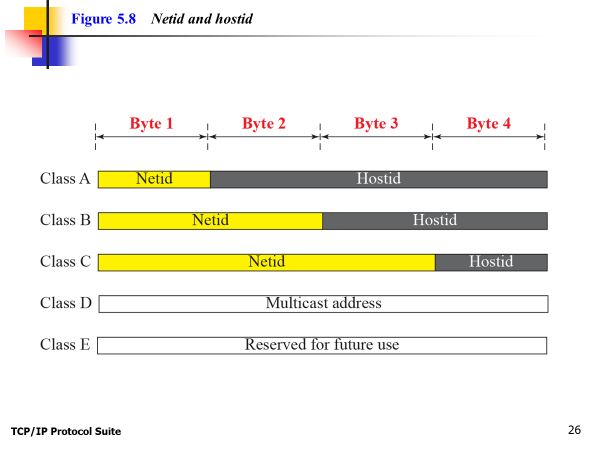 Figure 5.8 Netid and hostid
Byte 1 Byte 2 Byte 3 Byte 4
Class A Netid Hostid
Class B Netid Hostid
Class C Netid Hostid
Class D Multicast address
Class E Reserved for future use
TCP/IP Protocol Suite 26